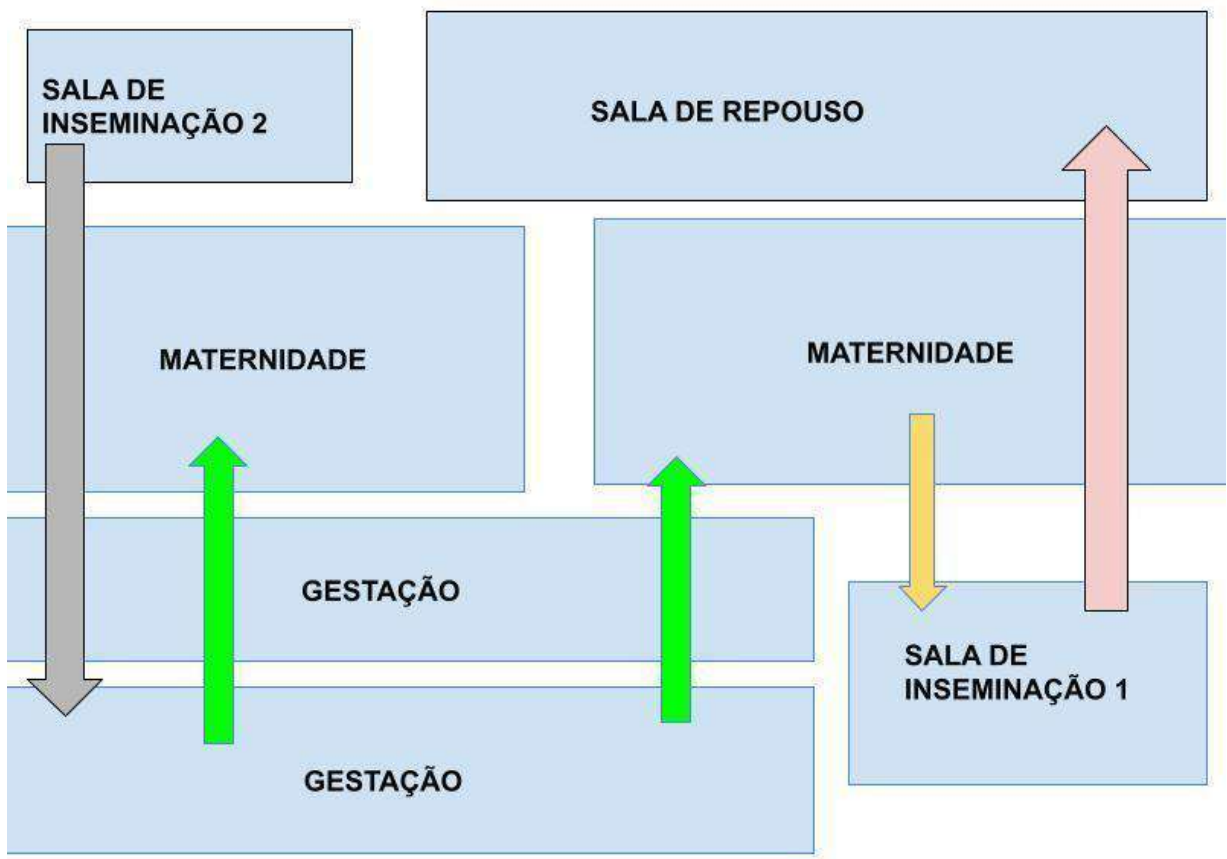 SALA DE
INSEMINAÇÃO 2
SALA DE REPOUSO
MATERNIDADE
MATERNIDADE
GESTAÇÃO
SALA DE
INSEMINAÇÃO 1
GESTAÇÃO